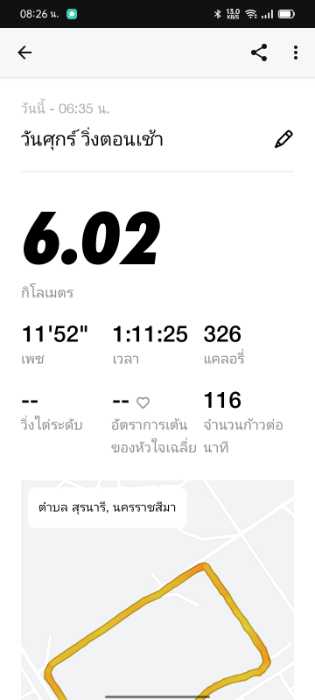 08:26 น.
13.0 KB/S
วันนี้ - 06:35 น.
วันศุกร์ วิ่งตอนเช้า
6.02
กิโลเมตร
11'52" 1:11:25 326
เพซ เวลา แคลอรี่
-- -- 116
วิ่งไต่ระดับ อัตราการเต้นของหัวใจเฉลี่ย จำนวนก้าวต่อนาที
ตำบล สุรนารี, นครราชสีมา